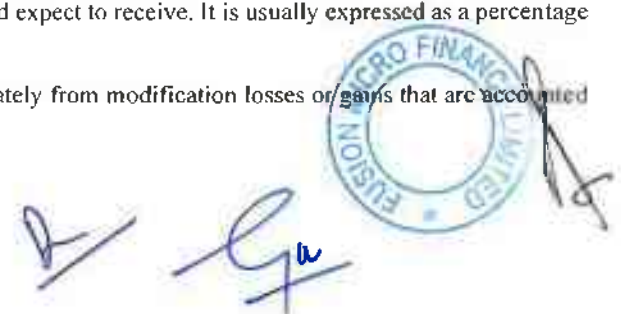 d expect to receive. It is usually expressed as a percentage
ately from modification losses or gains that are accounted
FUSION MICRO FINANCE LIMITED